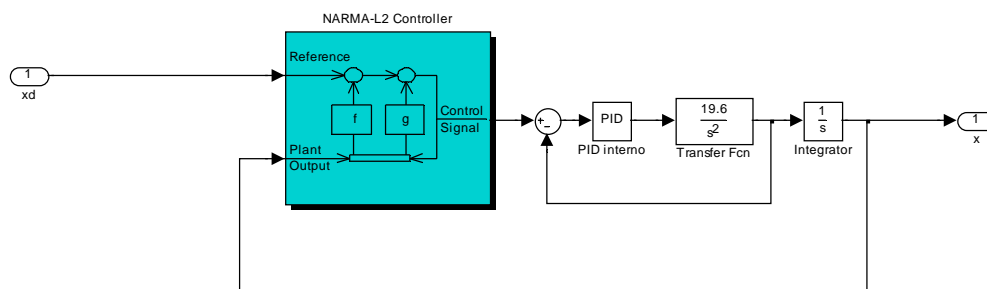 NARMA-L2 Controller
Reference
1
xd
f
g
Control
Signal
Plant
Output
+
−
PID
PID interno
19.6
s2
Transfer Fcn
1
s
Integrator
1
x